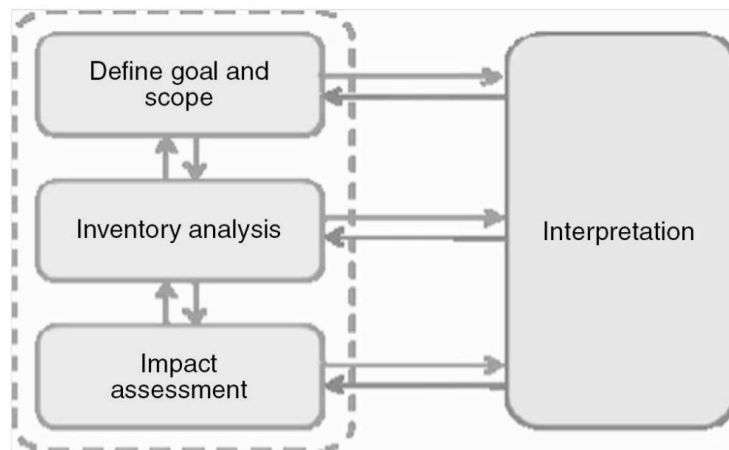 Define goal and
scope
Inventory analysis
Interpretation
Impact
assessment